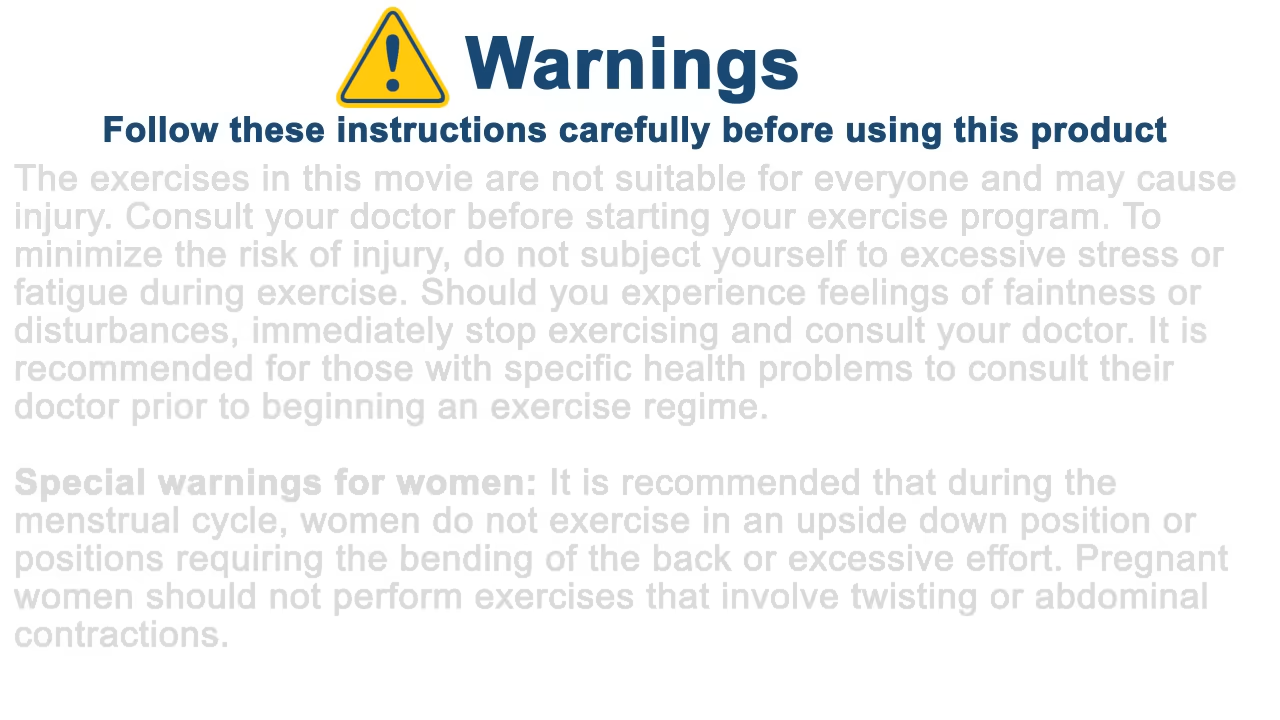 Warnings
Follow these instructions carefully before using this product
The exercises in this movie are not suitable for everyone and may cause
injury. Consult your doctor before starting your exercise program. To
minimize the risk of injury, do not subject yourself to excessive stress or
fatigue during exercise. Should you experience feelings of faintness or
disturbances, immediately stop exercising and consult your doctor. It is
recommended for those with specific health problems to consult their
doctor prior to beginning an exercise regime.
Special warnings for women: It is recommended that during the
menstrual cycle, women do not exercise in an upside down position or
positions requiring the bending of the back or excessive effort. Pregnant
women should not perform exercises that involve twisting or abdominal
contractions.